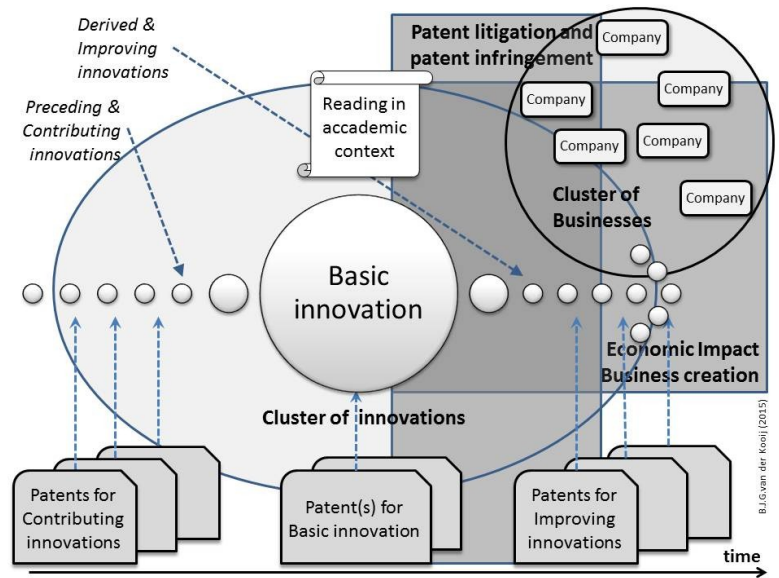 Derived &
Improving
innovations
Patent litigation and
patent infringement
Company
Company
Company
Company
Company
Company
Preceding &
Contributing
innovations
Reading in
accademic
context
Cluster of
Businesses
Basic
innovation
Economic Impact
Business creation
Cluster of innovations
Patents for
Contributing
innovations
Patent(s) for
Basic innovation
Patents for
Improving
innovations
B.J.G.van der Kooij (2015)
time